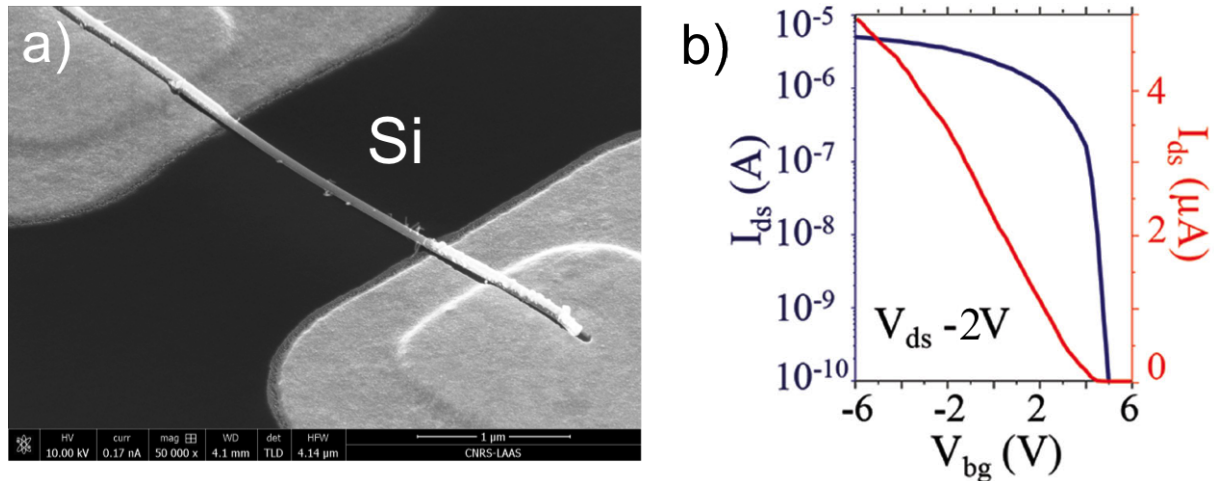 a)
Si
HV curr mag WD det HFW
10.00 kV 0.17 nA 50 000 x 4.1 mm TLD 4.14 µm
1 µm
CNRS-LAAS
b)
10⁻⁵
10⁻⁶
10⁻⁷
10⁻⁸
10⁻⁹
10⁻¹⁰
I_ds (A)
V_ds -2V
4
2
0
I_ds (µA)
-6 -2 2 6
V_bg (V)